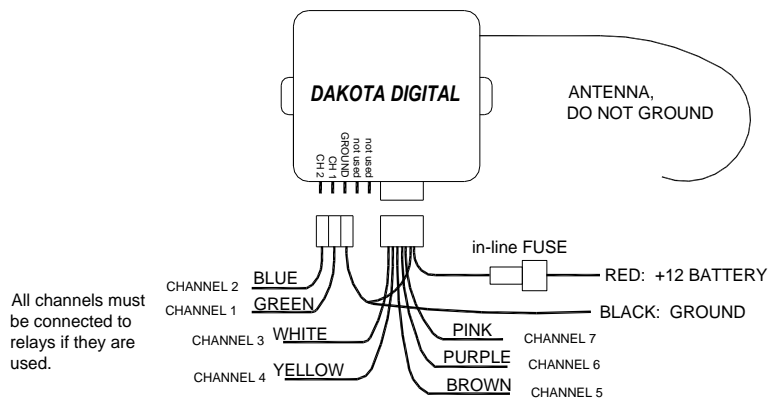 DAKOTA DIGITAL
ANTENNA,
DO NOT GROUND
CH 2
CH 1
GROUND
not used
not used
in-line FUSE
RED: +12 BATTERY
BLACK: GROUND
CHANNEL 2 BLUE
CHANNEL 1 GREEN
CHANNEL 3 WHITE
CHANNEL 4 YELLOW
PINK CHANNEL 7
PURPLE CHANNEL 6
BROWN CHANNEL 5
All channels must
be connected to
relays if they are
used.